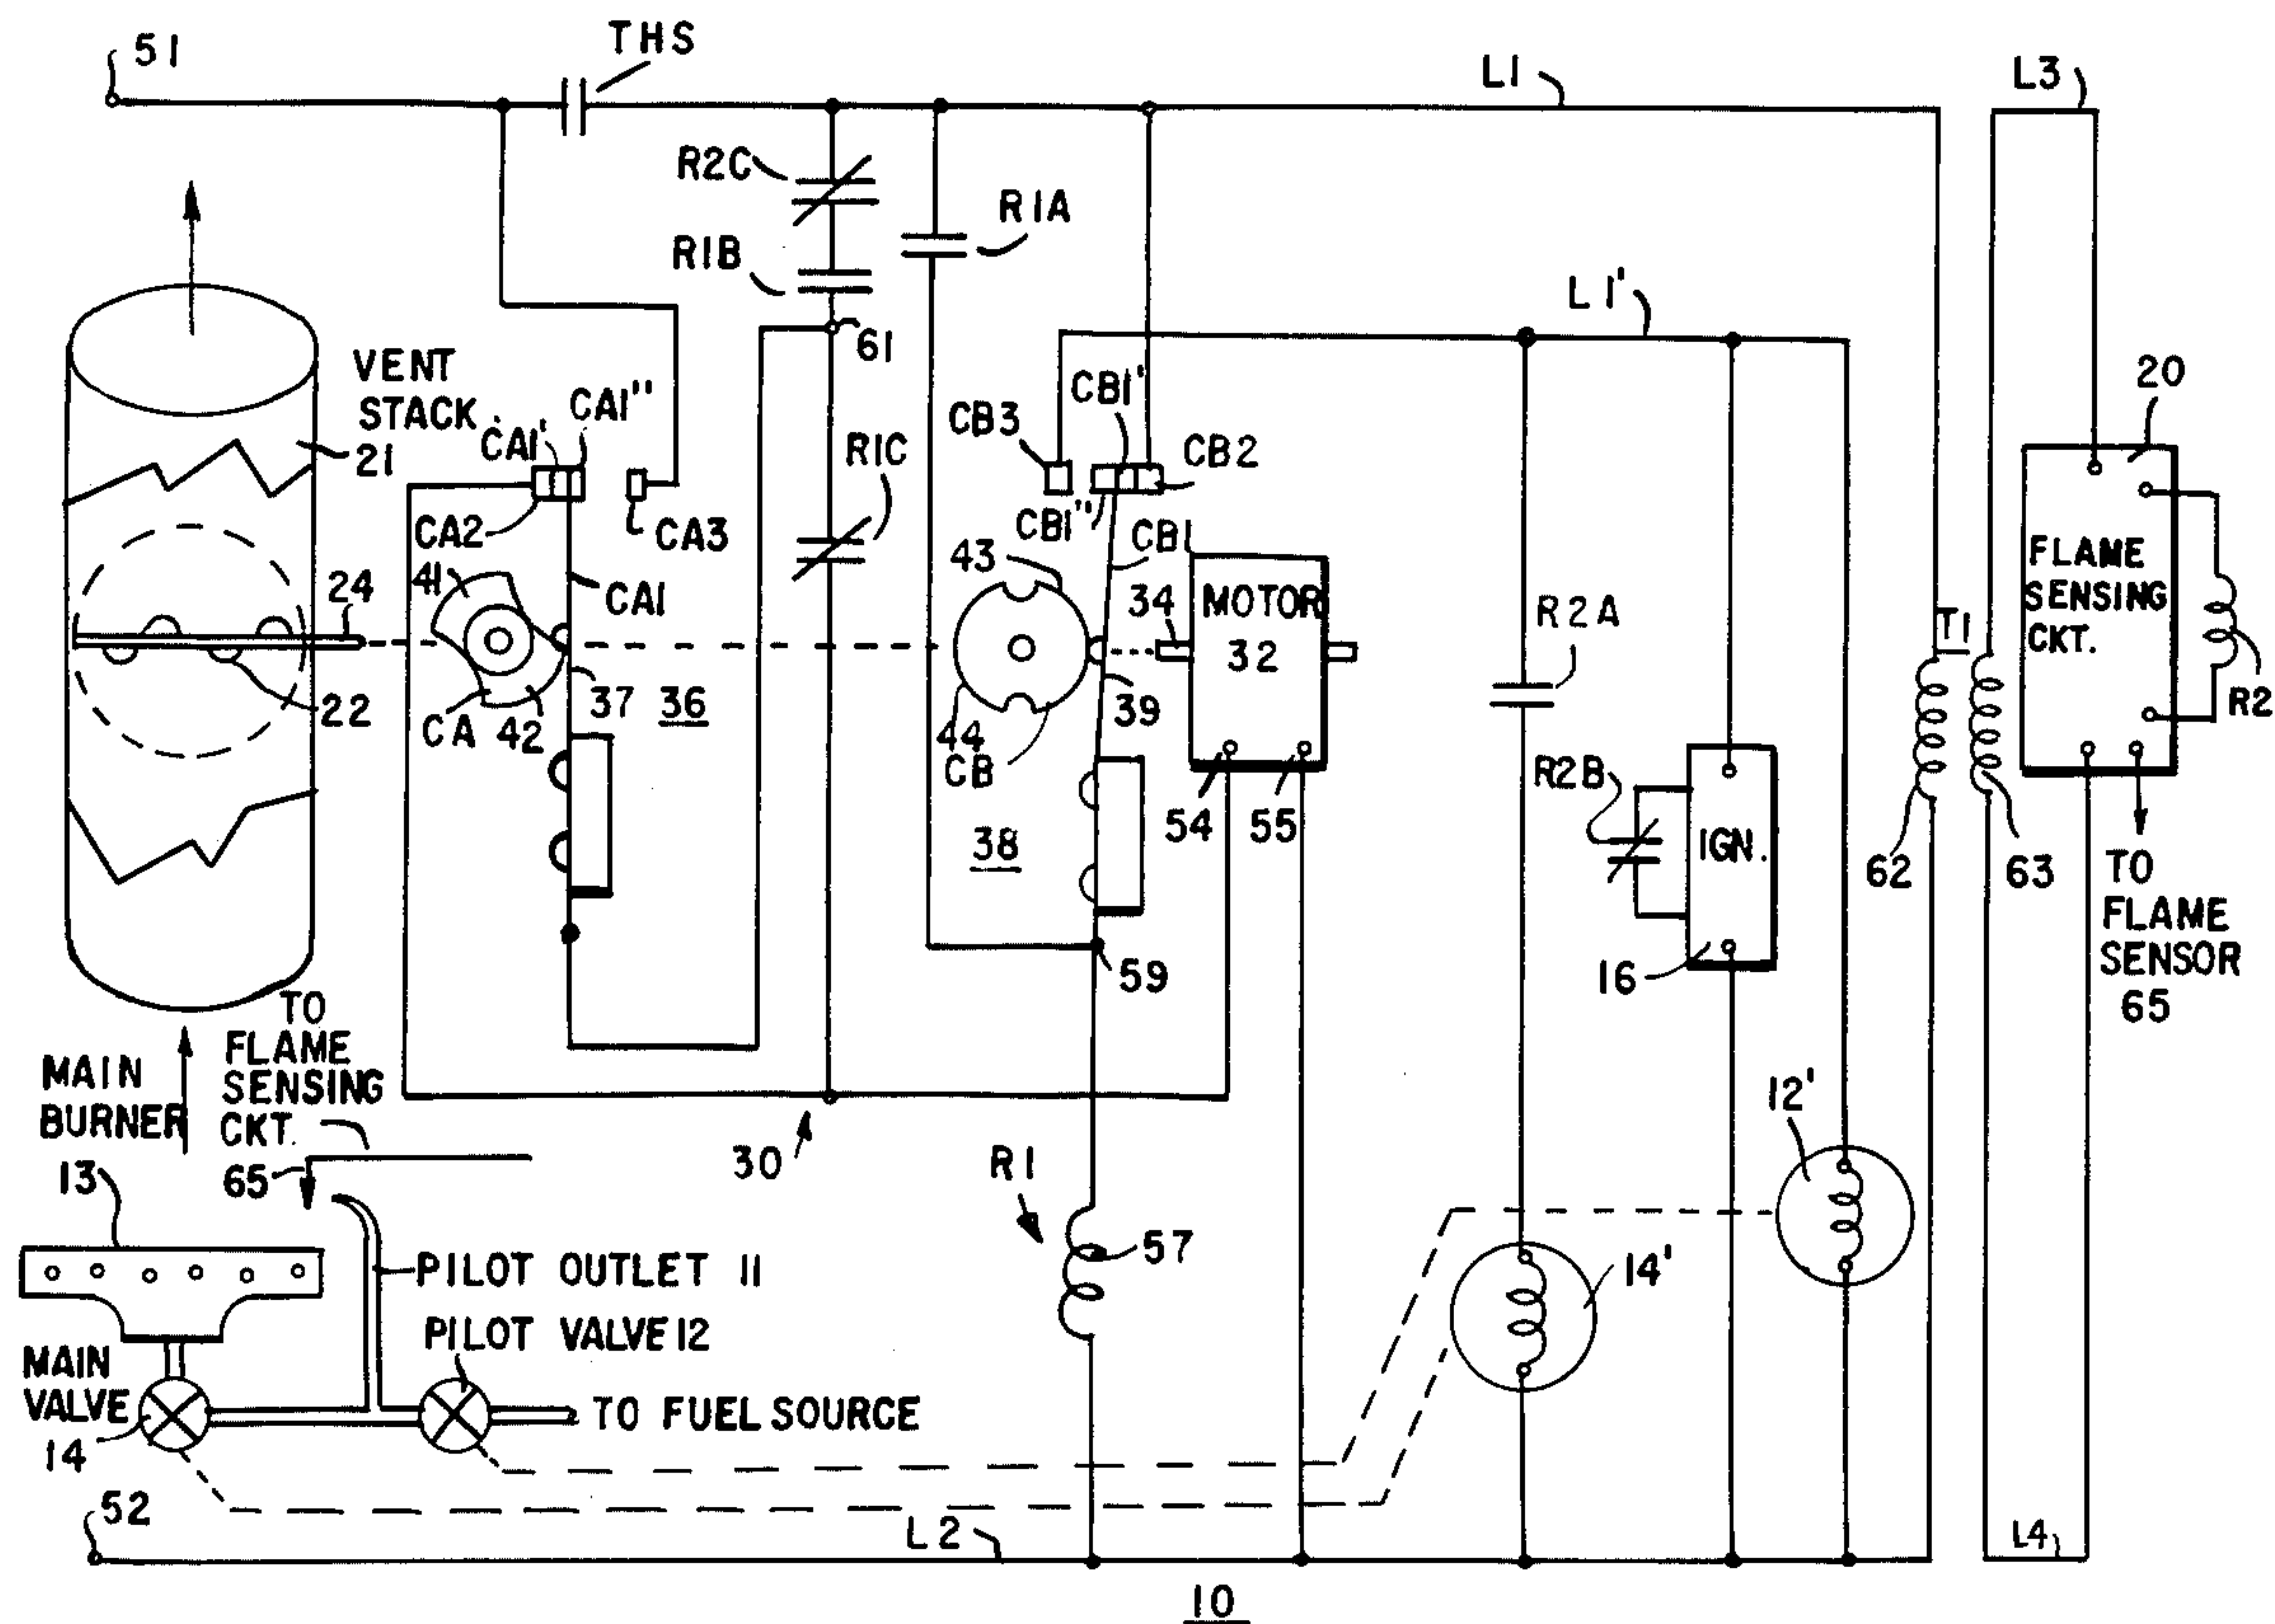 51
THS
L1
L3
R2C
R1A
R1B
61
L1'
VENT
STACK
21
CA1'
CA1"
CA2
CA3
R1C
CB3
CB1'
CB2
CB1"
CB1
20
FLAME
SENSING
CKT.
R2
41
24
22
CA
42
CA1
37
36
43
44
CB
39
34
MOTOR
32
38
54
55
R2A
R2B
IGN.
16
T1
62
63
TO
FLAME
SENSOR
65
59
MAIN
BURNER
TO
FLAME
SENSING
CKT.
65
13
30
R1
57
12'
14'
PILOT OUTLET 11
PILOT VALVE 12
MAIN
VALVE
14
TO FUEL SOURCE
52
L2
L4
10